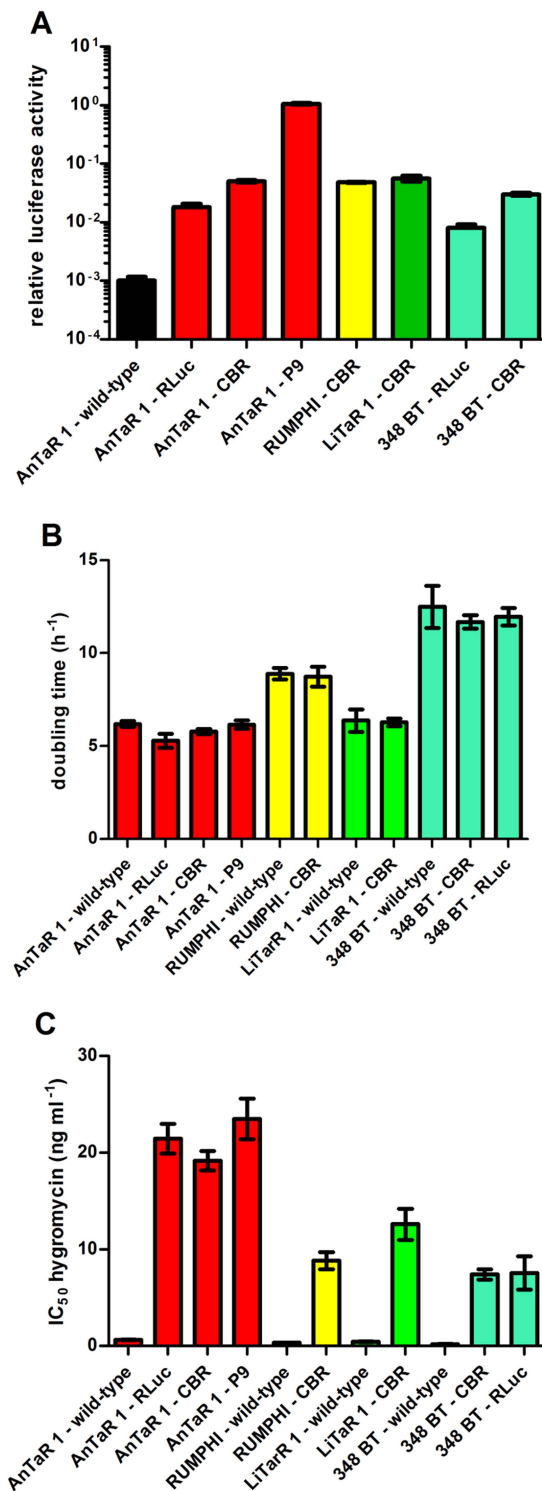 A
relative luciferase activity
10¹
10⁰
10⁻¹
10⁻²
10⁻³
10⁻⁴
AnTaR 1 - wild-type
AnTaR 1 - RLuc
AnTaR 1 - CBR
AnTaR 1 - P9
RUMPHI - CBR
LiTaR 1 - CBR
348 BT - RLuc
348 BT - CBR
B
doubling time (h⁻¹)
15
10
5
0
AnTaR 1 - wild-type
AnTaR 1 - RLuc
AnTaR 1 - CBR
AnTaR 1 - P9
RUMPHI - wild-type
RUMPHI - CBR
LiTarR 1 - wild-type
LiTaR 1 - CBR
348 BT - wild-type
348 BT - CBR
348 BT - RLuc
C
IC₅₀ hygromycin (ng ml⁻¹)
30
20
10
0
AnTaR 1 - wild-type
AnTaR 1 - RLuc
AnTaR 1 - CBR
AnTaR 1 - P9
RUMPHI - wild-type
RUMPHI - CBR
LiTarR 1 - wild-type
LiTaR 1 - CBR
348 BT - wild-type
348 BT - CBR
348 BT - RLuc